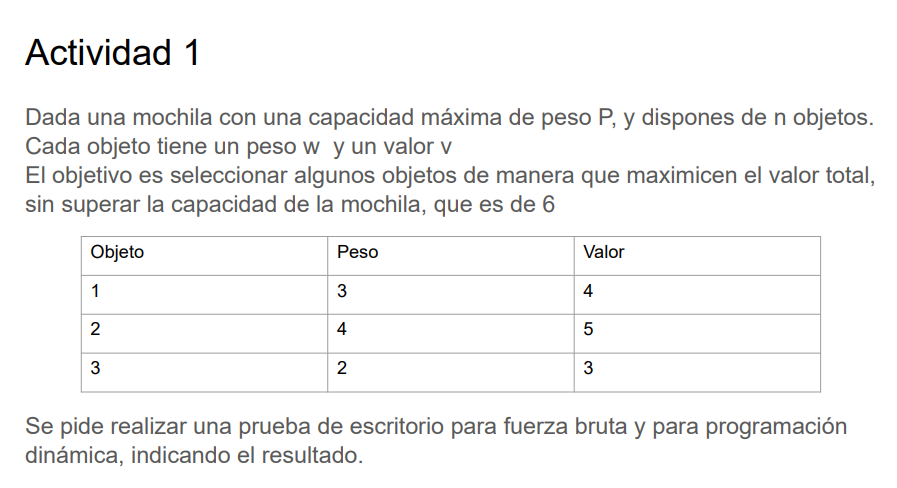 Actividad 1
Dada una mochila con una capacidad máxima de peso P, y dispones de n objetos.
Cada objeto tiene un peso w  y un valor v
El objetivo es seleccionar algunos objetos de manera que maximicen el valor total,
sin superar la capacidad de la mochila, que es de 6
Objeto Peso Valor
1 3 4
2 4 5
3 2 3
Se pide realizar una prueba de escritorio para fuerza bruta y para programación
dinámica, indicando el resultado.